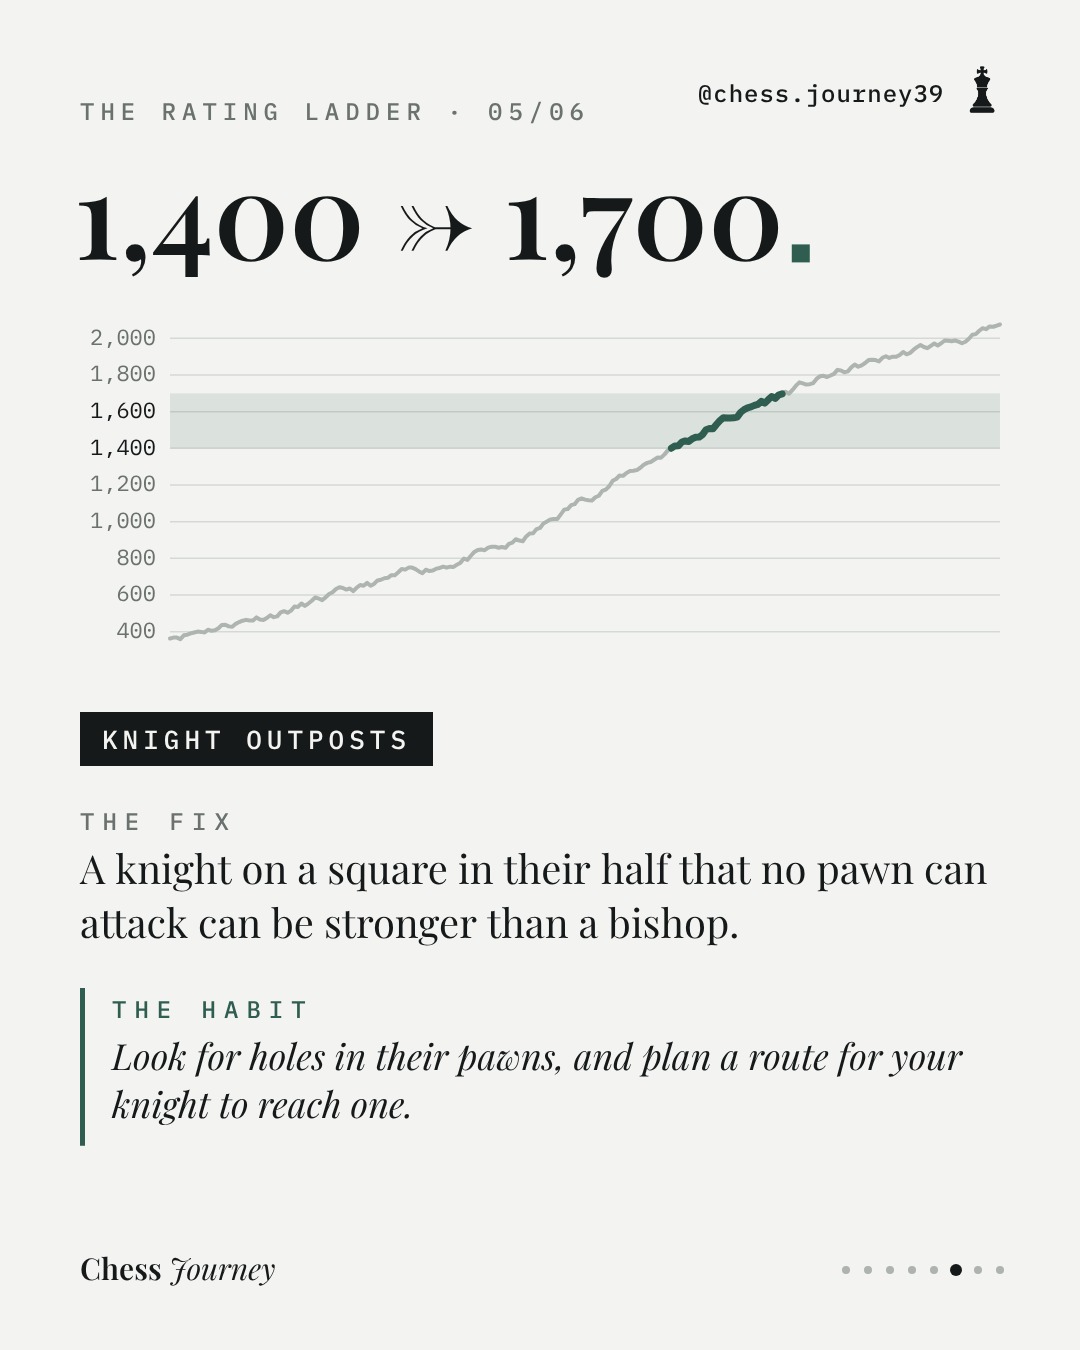 THE RATING LADDER · 05/06
@chess.journey39
1,400 ➳ 1,700.
2,000
1,800
1,600
1,400
1,200
1,000
800
600
400
KNIGHT OUTPOSTS
THE FIX
A knight on a square in their half that no pawn can
attack can be stronger than a bishop.
THE HABIT
Look for holes in their pawns, and plan a route for your
knight to reach one.
Chess Journey